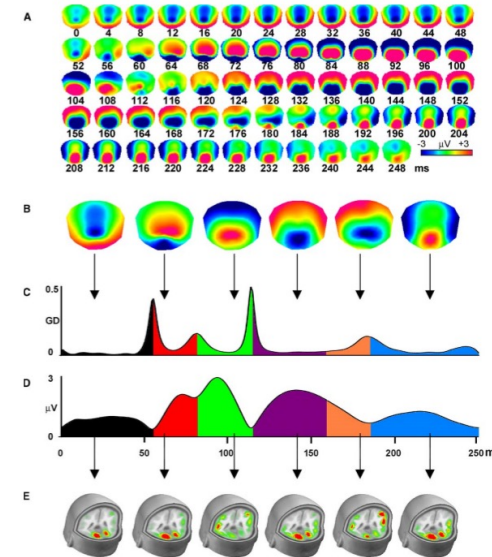 A
0 4 8 12 16 20 24 28 32 36 40 44 48
52 56 60 64 68 72 76 80 84 88 92 96 100
104 108 112 116 120 124 128 132 136 140 144 148 152
156 160 164 168 172 176 180 184 188 192 196 200 204
-3 µV +3
208 212 216 220 224 228 232 236 240 244 248 ms
B
C
0.5
GD
0
D
3
µV
0
0 50 100 150 200 250 m
E